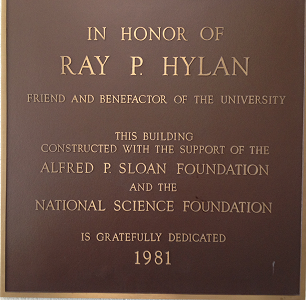 IN HONOR OF
RAY P. HYLAN
FRIEND AND BENEFACTOR OF THE UNIVERSITY
THIS BUILDING
CONSTRUCTED WITH THE SUPPORT OF THE
ALFRED P. SLOAN FOUNDATION
AND THE
NATIONAL SCIENCE FOUNDATION
IS GRATEFULLY DEDICATED
1981